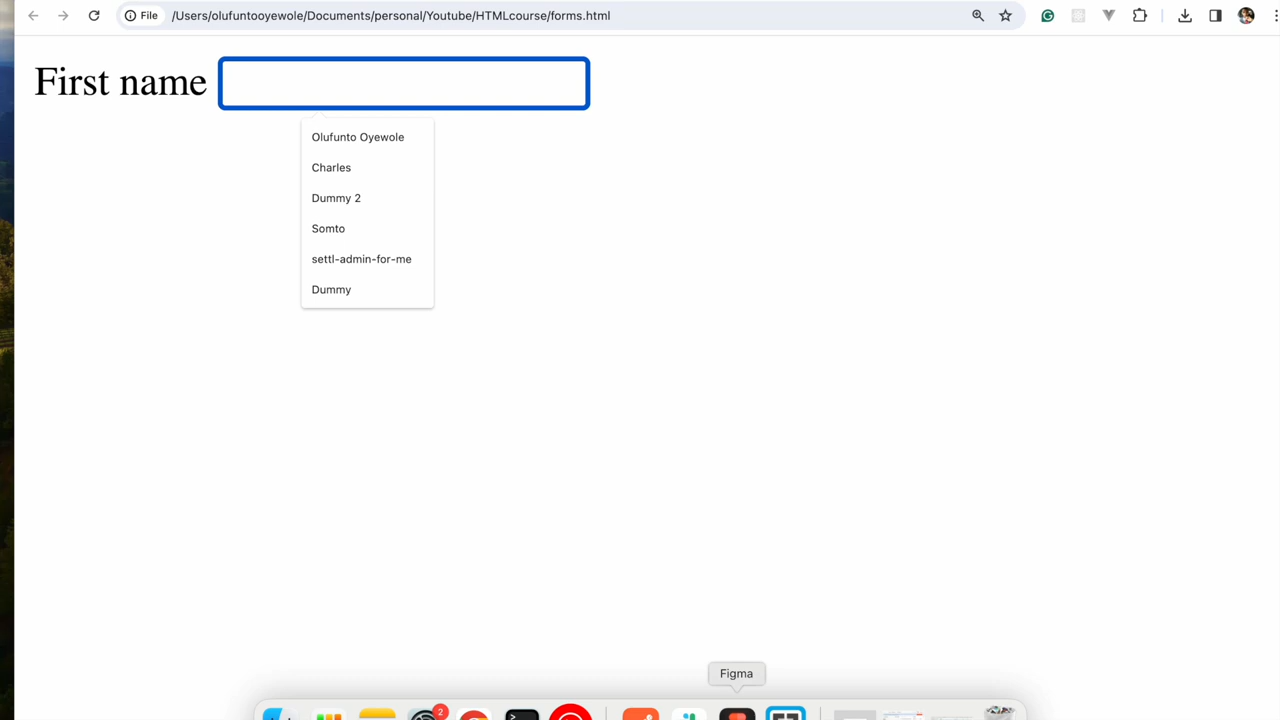 File /Users/olufuntooyewole/Documents/personal/Youtube/HTMLcourse/forms.html
First name
Olufunto Oyewole
Charles
Dummy 2
Somto
settl-admin-for-me
Dummy
Figma
2